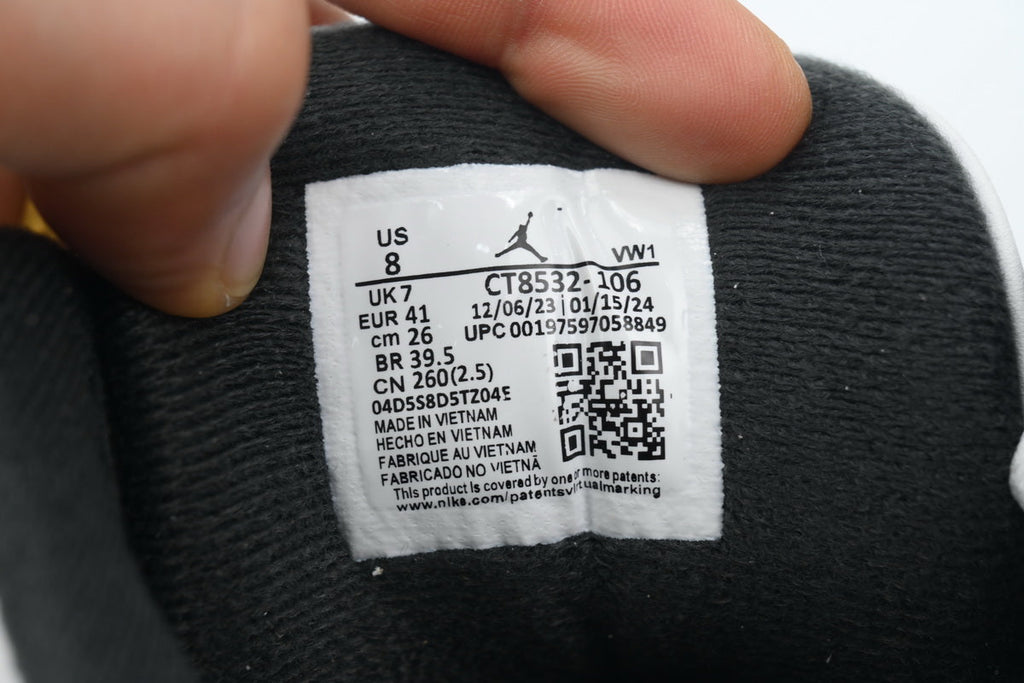 US
8
VW1
UK 7
CT8532-106
EUR 41
12/06/23 | 01/15/24
cm 26
UPC 00197597058849
BR 39.5
CN 260(2.5)
04D5S8D5TZ04E
MADE IN VIETNAM
HECHO EN VIETNAM
FABRIQUE AU VIETNAM
FABRICADO NO VIETNÃ
This product is covered by one or more patents:
www.nike.com/patentsvirtualmarking